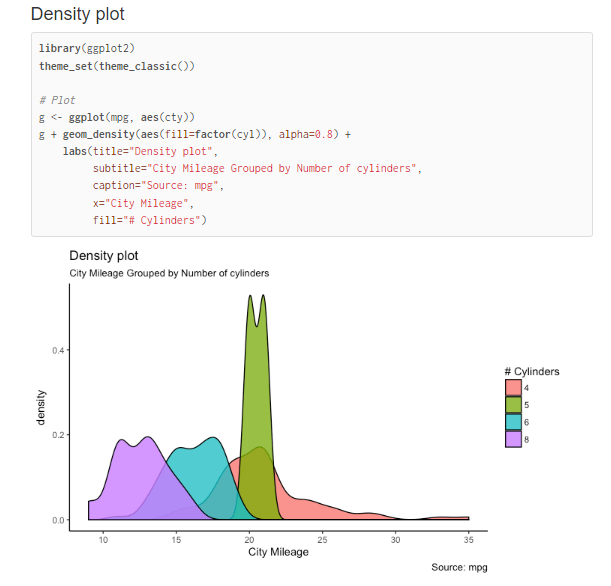 Density plot
library(ggplot2)
theme_set(theme_classic())
# Plot
g <- ggplot(mpg, aes(cty))
g + geom_density(aes(fill=factor(cyl)), alpha=0.8) +
labs(title="Density plot",
subtitle="City Mileage Grouped by Number of cylinders",
caption="Source: mpg",
x="City Mileage",
fill="# Cylinders")
Density plot
City Mileage Grouped by Number of cylinders
density
0.4
0.2
0.0
10 15 20 25 30 35
City Mileage
# Cylinders
4
5
6
8
Source: mpg